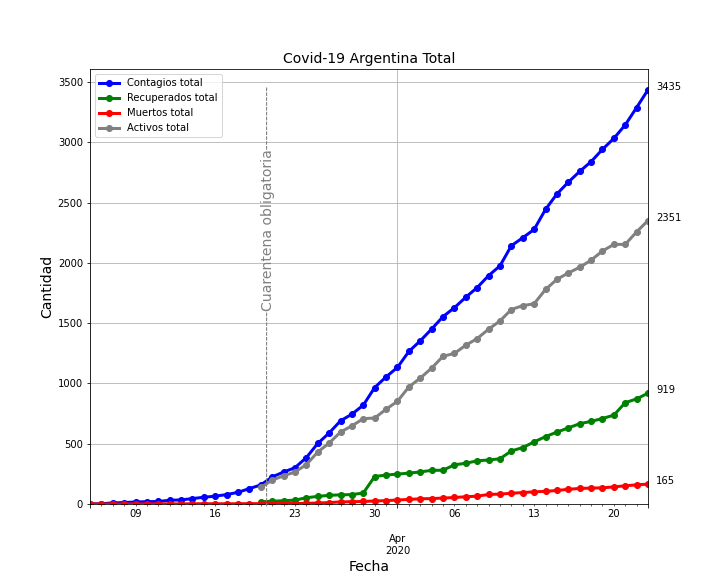 Covid-19 Argentina Total
Contagios total
Recuperados total
Muertos total
Activos total
Cuarentena obligatoria
Cantidad
3500
3000
2500
2000
1500
1000
500
0
3435
2351
919
165
09
16
23
30
06
13
20
Apr
2020
Fecha